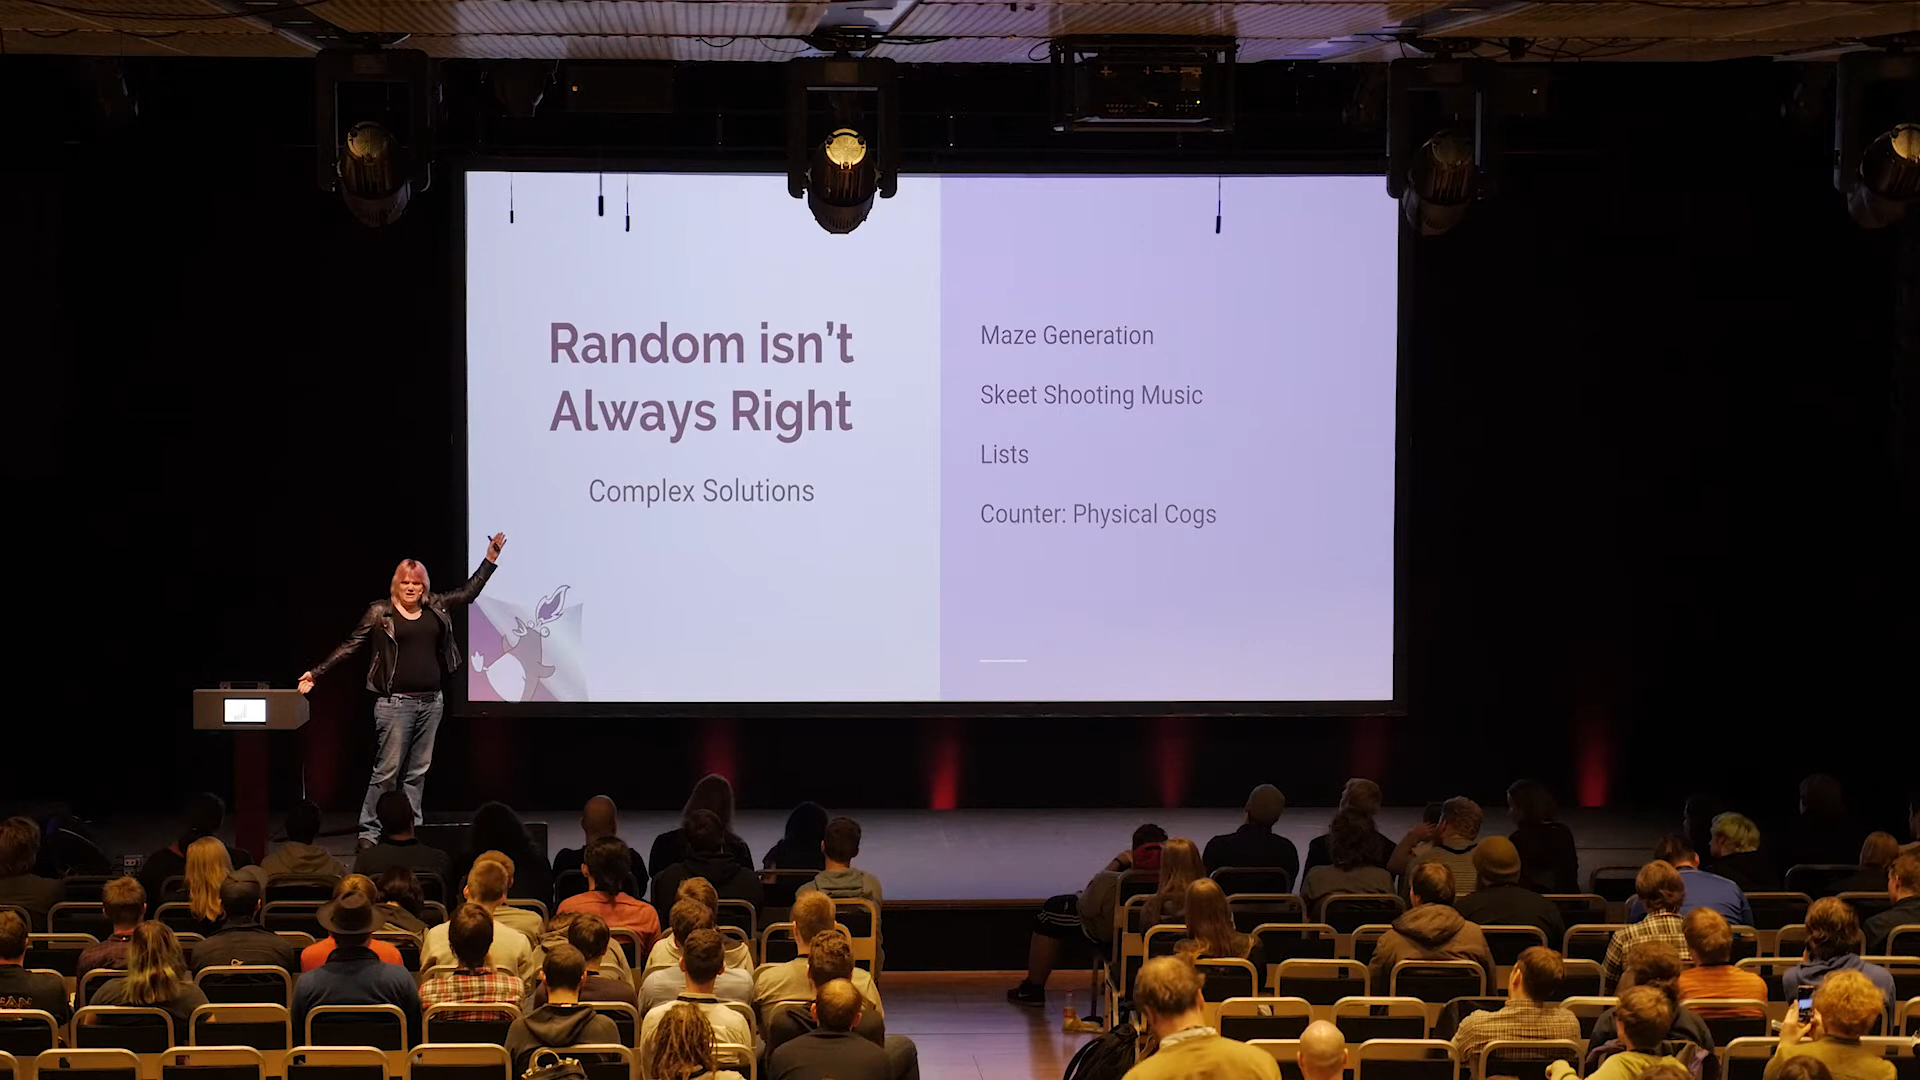 Random isn’t
Always Right
Complex Solutions
Maze Generation
Skeet Shooting Music
Lists
Counter: Physical Cogs